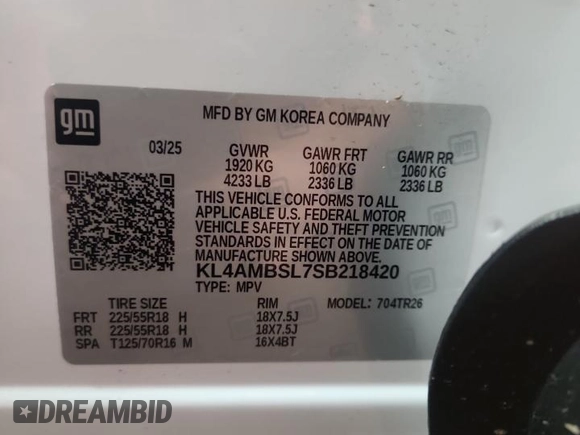 gm
MFD BY GM KOREA COMPANY
03/25 GVWR GAWR FRT GAWR RR
1920 KG 1060 KG 1060 KG
4233 LB 2336 LB 2336 LB
THIS VEHICLE CONFORMS TO ALL
APPLICABLE U.S. FEDERAL MOTOR
VEHICLE SAFETY AND THEFT PREVENTION
STANDARDS IN EFFECT ON THE DATE OF
MANUFACTURE SHOWN ABOVE.
KL4AMBSL7SB218420
TYPE: MPV MODEL: 704TR26
TIRE SIZE RIM
FRT 225/55R18 H 18X7.5J
RR 225/55R18 H 18X7.5J
SPA T125/70R16 M 16X4BT
DREAMBID